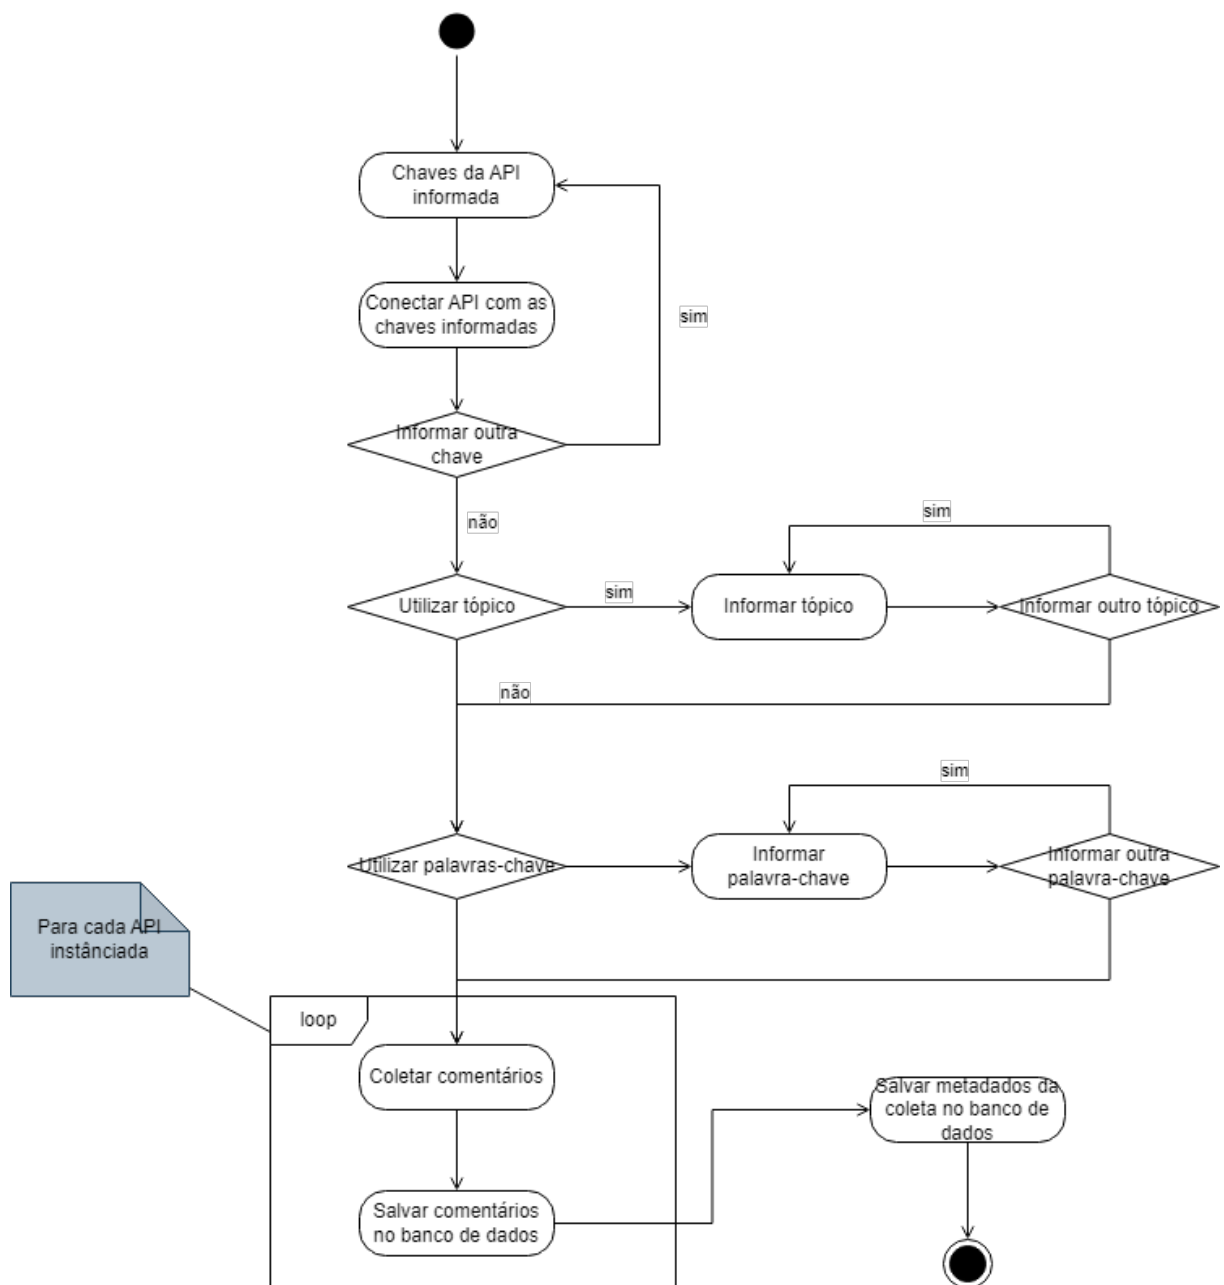 Chaves da API
informada
Conectar API com as
chaves informadas
sim
Informar outra
chave
não
sim
Utilizar tópico
sim
Informar tópico
Informar outro tópico
não
sim
Utilizar palavras-chave
Informar
palavra-chave
Informar outra
palavra-chave
Para cada API
instânciada
loop
Coletar comentários
Salvar metadados da
coleta no banco de
dados
Salvar comentários
no banco de dados